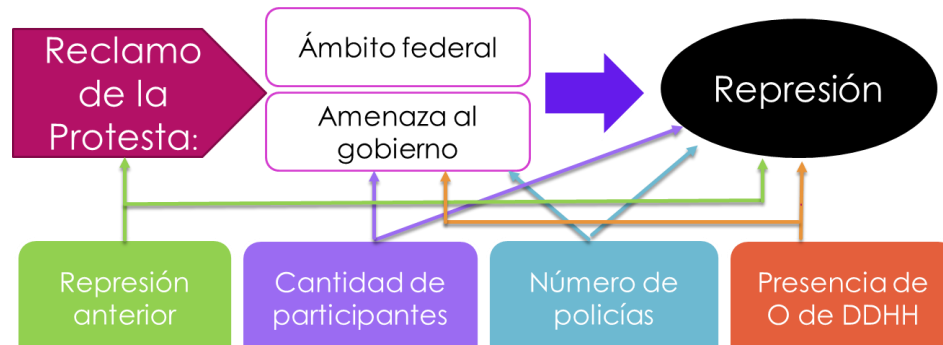 Reclamo
de la
Protesta:
Ámbito federal
Amenaza al
gobierno
Represión
Represión
anterior
Cantidad de
participantes
Número de
policías
Presencia de
O de DDHH